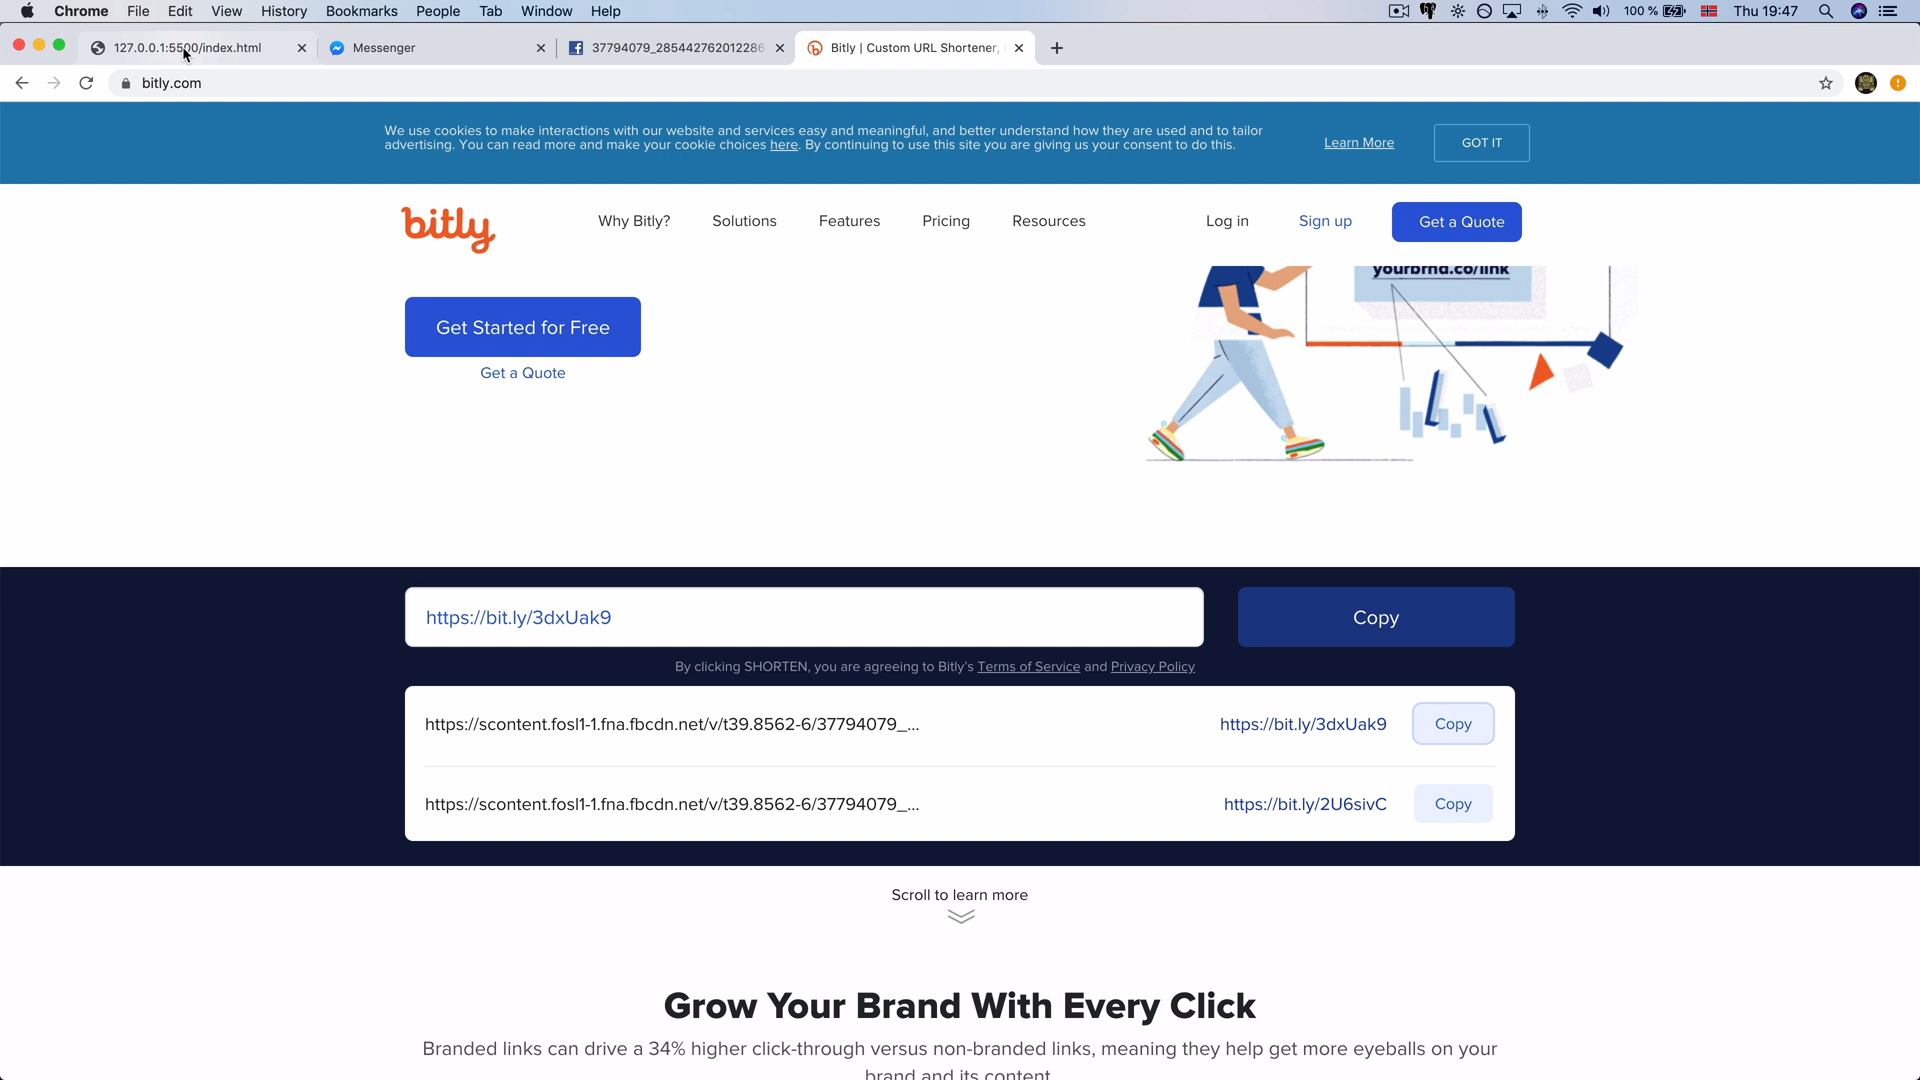 Chrome File Edit View History Bookmarks People Tab Window Help 100 % Thu 19:47
127.0.0.1:5500/index.html Messenger 37794079_285442762012286 Bitly | Custom URL Shortener,
bitly.com
We use cookies to make interactions with our website and services easy and meaningful, and better understand how they are used and to tailor
advertising. You can read more and make your cookie choices here. By continuing to use this site you are giving us your consent to do this.
Learn More
GOT IT
bitly
Why Bitly? Solutions Features Pricing Resources Log in Sign up Get a Quote
yourbrnd.co/link
Get Started for Free
Get a Quote
https://bit.ly/3dxUak9
Copy
By clicking SHORTEN, you are agreeing to Bitly's Terms of Service and Privacy Policy
https://scontent.fosl1-1.fna.fbcdn.net/v/t39.8562-6/37794079_... https://bit.ly/3dxUak9 Copy
https://scontent.fosl1-1.fna.fbcdn.net/v/t39.8562-6/37794079_... https://bit.ly/2U6sivC Copy
Scroll to learn more
Grow Your Brand With Every Click
Branded links can drive a 34% higher click-through versus non-branded links, meaning they help get more eyeballs on your
brand and its content